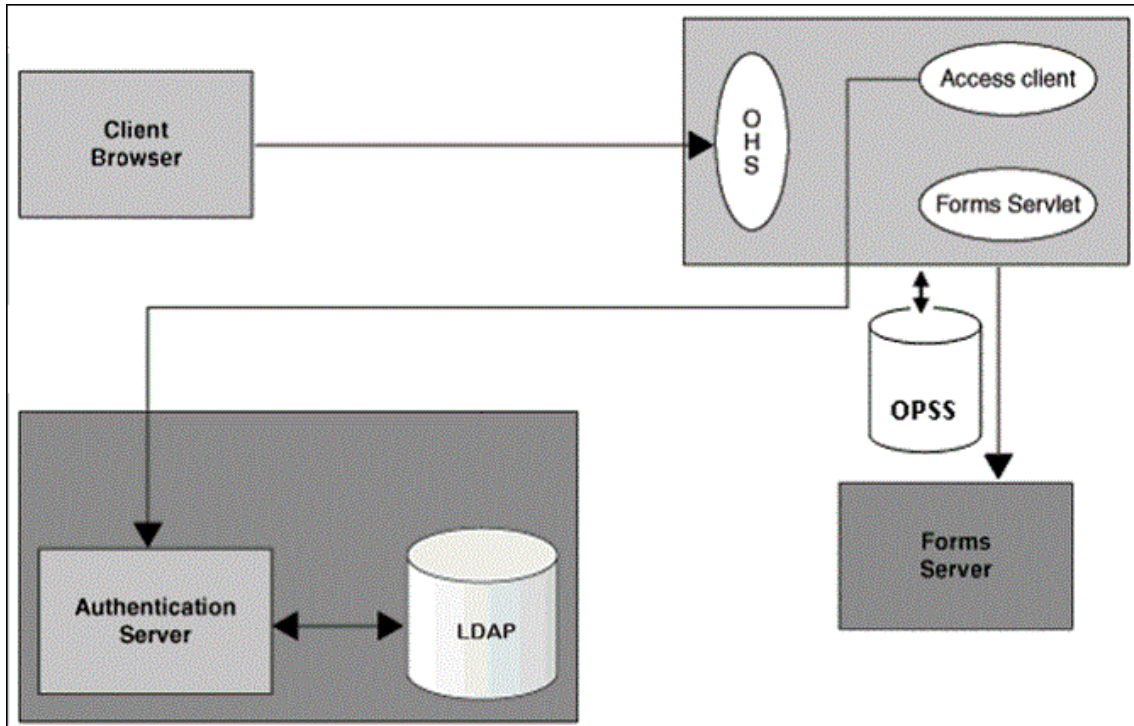 Client
Browser
O
H
S
Access client
Forms Servlet
OPSS
Forms
Server
Authentication
Server
LDAP